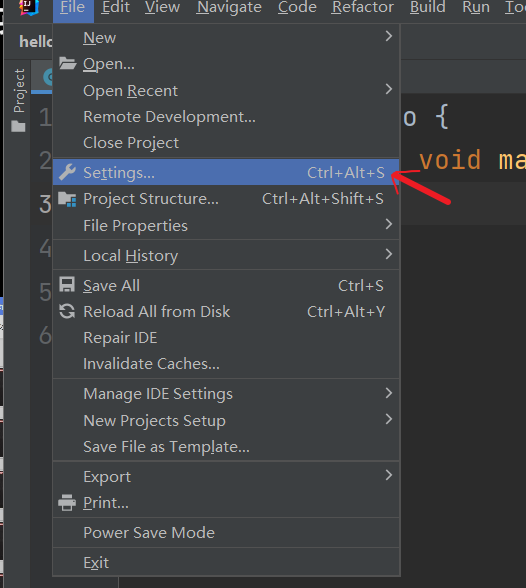 File Edit View Navigate Code Refactor Build Run
hello
Project
New
Open...
Open Recent
Remote Development...
Close Project
Settings... Ctrl+Alt+S
Project Structure... Ctrl+Alt+Shift+S
File Properties
Local History
Save All Ctrl+S
Reload All from Disk Ctrl+Alt+Y
Repair IDE
Invalidate Caches...
Manage IDE Settings
New Projects Setup
Save File as Template...
Export
Print...
Power Save Mode
Exit
1 o {
2 void ma
3
4
5
6